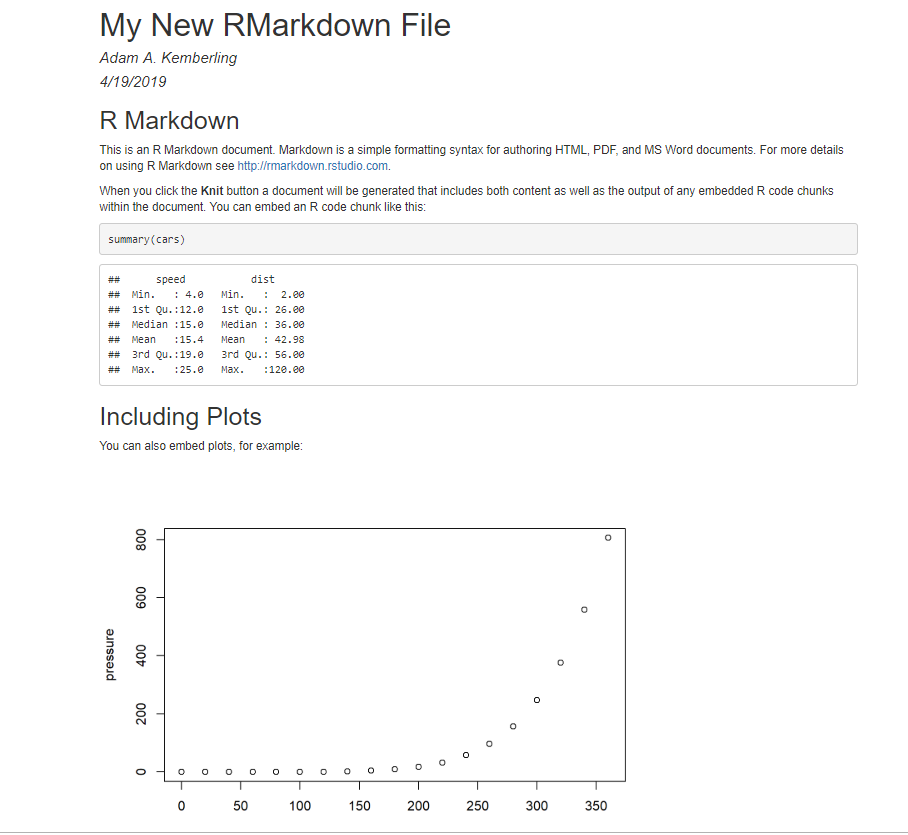 My New RMarkdown File
Adam A. Kemberling
4/19/2019
R Markdown
This is an R Markdown document. Markdown is a simple formatting syntax for authoring HTML, PDF, and MS Word documents. For more details
on using R Markdown see http://rmarkdown.rstudio.com.
When you click the Knit button a document will be generated that includes both content as well as the output of any embedded R code chunks
within the document. You can embed an R code chunk like this:
summary(cars)
##      speed           dist
##  Min.   : 4.0   Min.   :  2.00
##  1st Qu.:12.0   1st Qu.: 26.00
##  Median :15.0   Median : 36.00
##  Mean   :15.4   Mean   : 42.98
##  3rd Qu.:19.0   3rd Qu.: 56.00
##  Max.   :25.0   Max.   :120.00
Including Plots
You can also embed plots, for example:
800
600
400
200
0
pressure
0 50 100 150 200 250 300 350